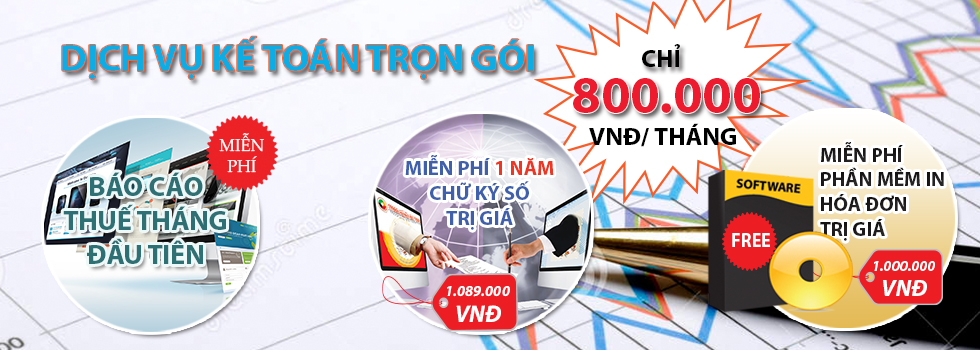 DỊCH VỤ KẾ TOÁN TRỌN GÓI
CHỈ
800.000
VNĐ/ THÁNG
MIỄN
PHÍ
BÁO CÁO
THUẾ THÁNG
ĐẦU TIÊN
MIỄN PHÍ 1 NĂM
CHỮ KÝ SỐ
TRỊ GIÁ
1.089.000
VNĐ
MIỄN PHÍ
PHẦN MỀM IN
HÓA ĐƠN
TRỊ GIÁ
SOFTWARE
FREE
1.000.000
VNĐ